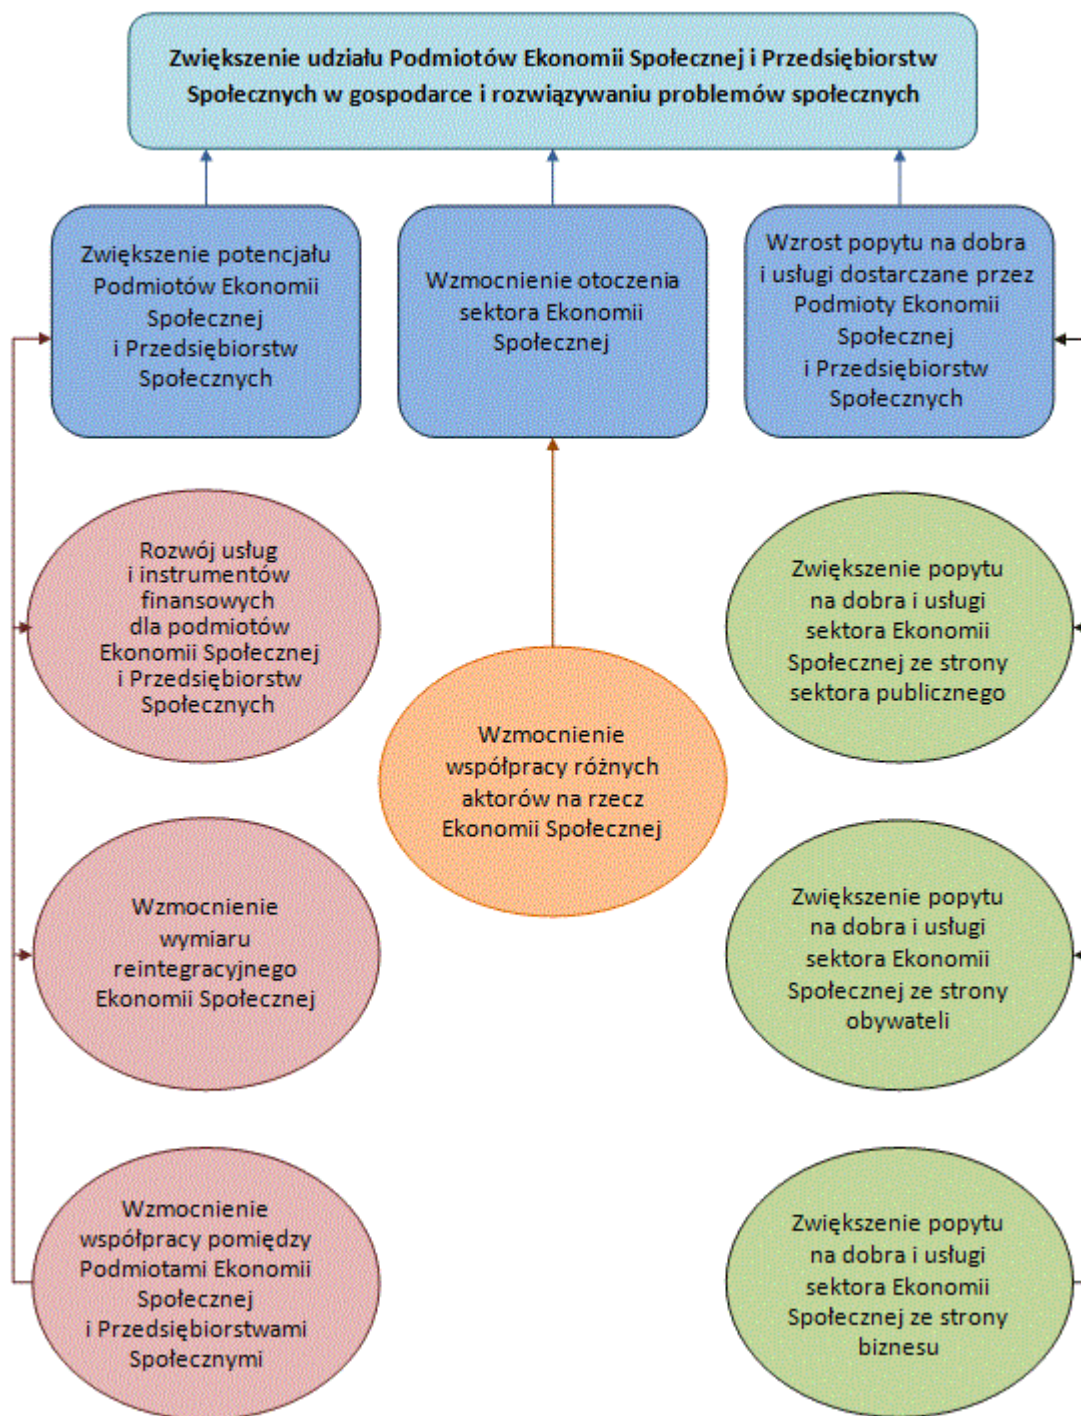 Zwiększenie udziału Podmiotów Ekonomii Społecznej i Przedsiębiorstw
Społecznych w gospodarce i rozwiązywaniu problemów społecznych
Zwiększenie potencjału
Podmiotów Ekonomii
Społecznej
i Przedsiębiorstw
Społecznych
Wzmocnienie otoczenia
sektora Ekonomii
Społecznej
Wzrost popytu na dobra
i usługi dostarczane przez
Podmioty Ekonomii
Społecznej
i Przedsiębiorstw
Społecznych
Rozwój usług
i instrumentów
finansowych
dla podmiotów
Ekonomii Społecznej
i Przedsiębiorstw
Społecznych
Zwiększenie popytu
na dobra i usługi
sektora Ekonomii
Społecznej ze strony
sektora publicznego
Wzmocnienie
współpracy różnych
aktorów na rzecz
Ekonomii Społecznej
Wzmocnienie
wymiaru
reintegracyjnego
Ekonomii Społecznej
Zwiększenie popytu
na dobra i usługi
sektora Ekonomii
Społecznej ze strony
obywateli
Wzmocnienie
współpracy pomiędzy
Podmiotami Ekonomii
Społecznej
i Przedsiębiorstwami
Społecznymi
Zwiększenie popytu
na dobra i usługi
sektora Ekonomii
Społecznej ze strony
biznesu